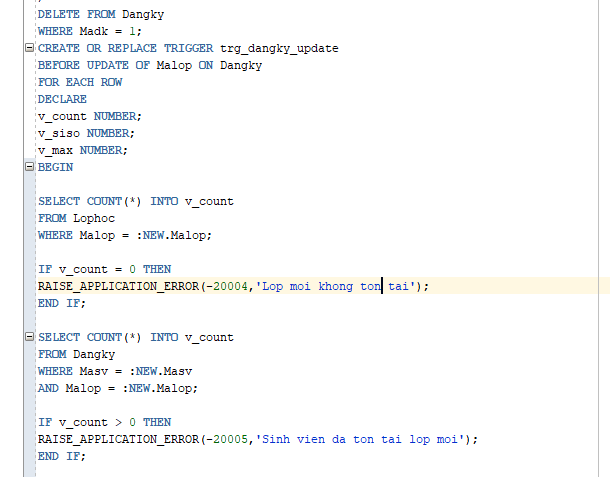 DELETE FROM Dangky
WHERE Madk = 1;
CREATE OR REPLACE TRIGGER trg_dangky_update
BEFORE UPDATE OF Malop ON Dangky
FOR EACH ROW
DECLARE
v_count NUMBER;
v_siso NUMBER;
v_max NUMBER;
BEGIN
SELECT COUNT(*) INTO v_count
FROM Lophoc
WHERE Malop = :NEW.Malop;
IF v_count = 0 THEN
RAISE_APPLICATION_ERROR(-20004,'Lop moi khong ton tai');
END IF;
SELECT COUNT(*) INTO v_count
FROM Dangky
WHERE Masv = :NEW.Masv
AND Malop = :NEW.Malop;
IF v_count > 0 THEN
RAISE_APPLICATION_ERROR(-20005,'Sinh vien da ton tai lop moi');
END IF;